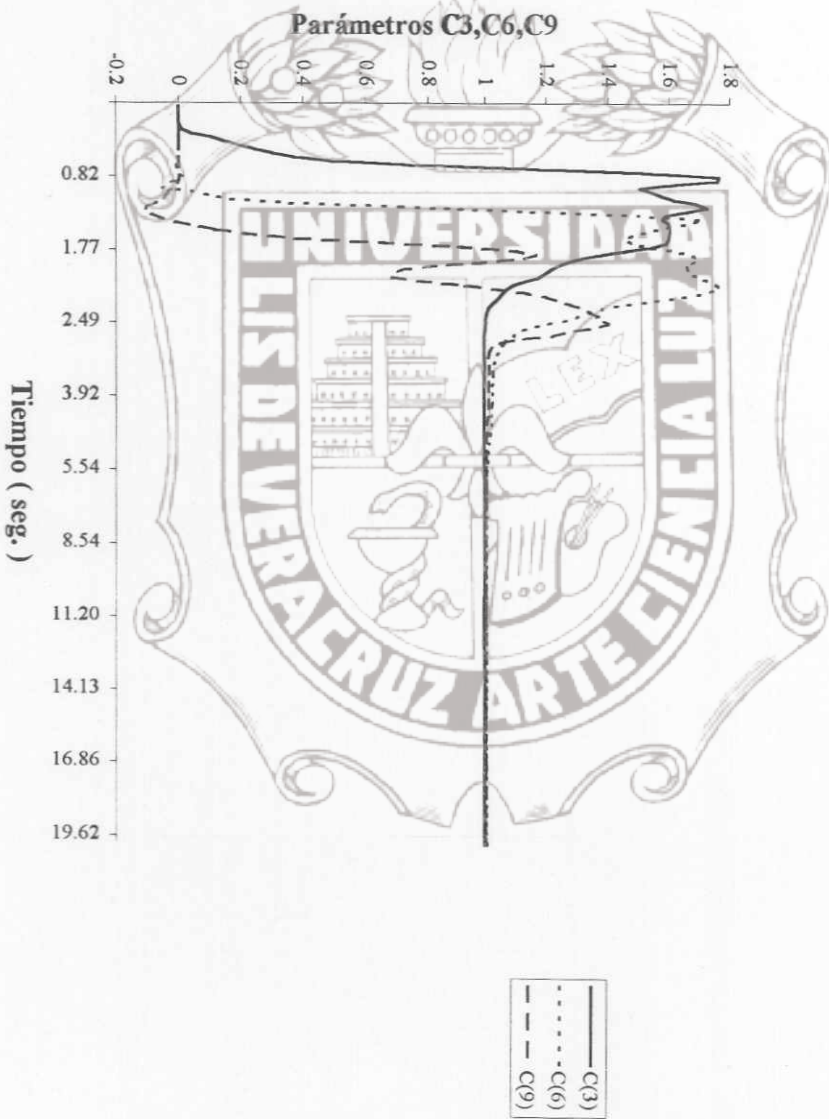 Parámetros C3,C6,C9
-0.2
0
0.2
0.4
0.6
0.8
1
1.2
1.4
1.6
1.8
0.82
1.77
2.49
3.92
5.54
8.54
11.20
14.13
16.86
19.62
Tiempo ( seg. )
C(3)
C(6)
C(9)
UNIVERSIDAD
LIS DE VERACRUZ ARTE CIENCIA LUZ
LEX